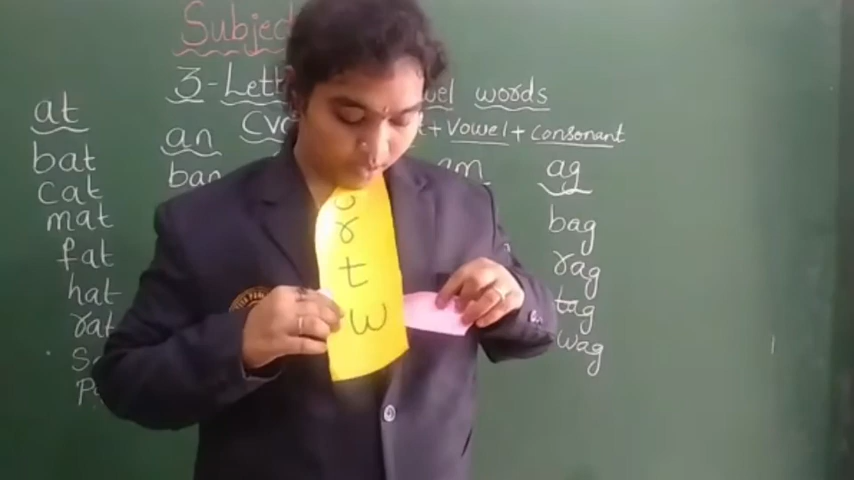 Subjec
3-Lett
vel words
CVC
+ Vowel + Consonant
at
bat
cat
mat
fat
hat
rat
an
ban
am
ag
bag
rag
tag
wag
r
t
w